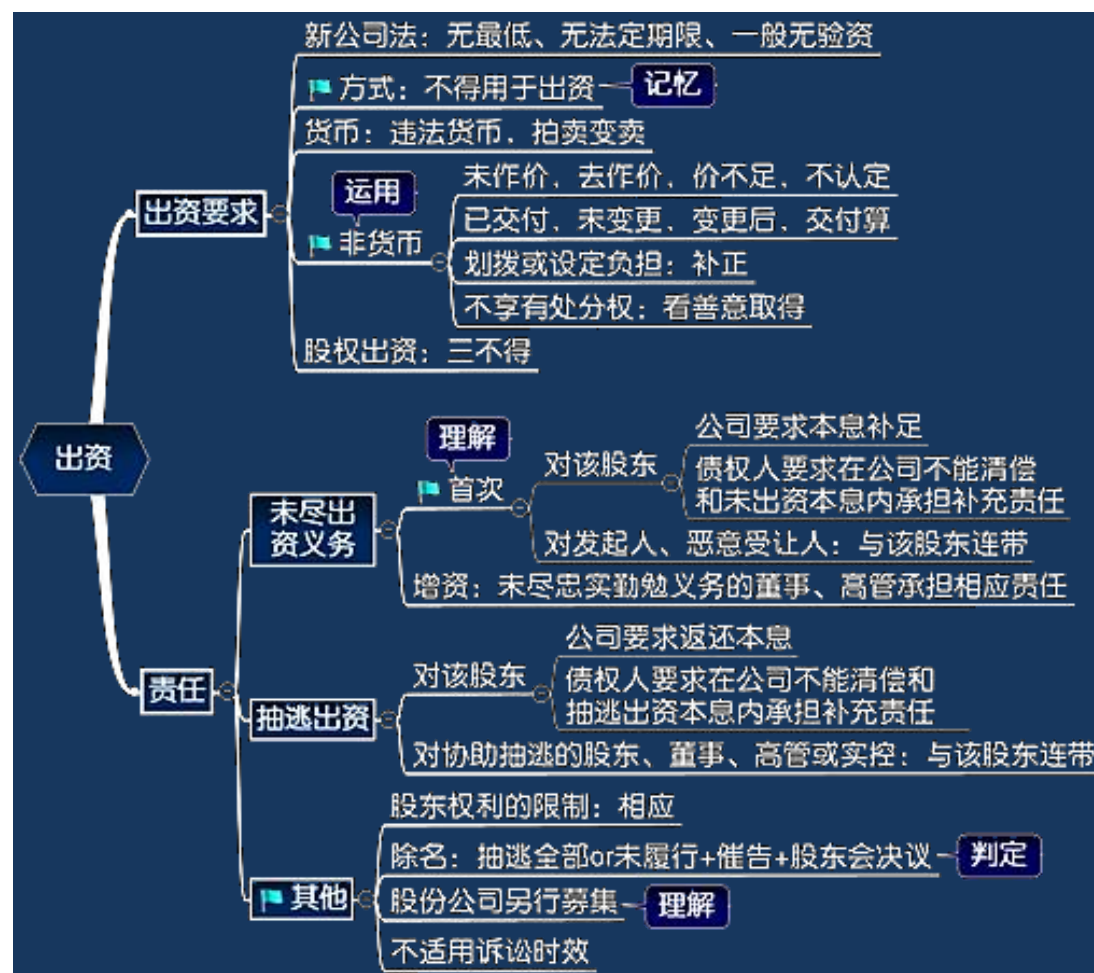 新公司法：无最低、无法定期限、一般无验资
方式：不得用于出资
记忆
货币：违法货币，拍卖变卖
出资要求
运用
非货币
未作价，去作价，价不足，不认定
已交付，未变更，变更后，交付算
划拨或设定负担：补正
不享有处分权：看善意取得
股权出资：三不得
出资
责任
未尽出
资义务
理解
首次
对该股东
公司要求本息补足
债权人要求在公司不能清偿
和未出资本息内承担补充责任
对发起人、恶意受让人：与该股东连带
增资：未尽忠实勤勉义务的董事、高管承担相应责任
抽逃出资
对该股东
公司要求返还本息
债权人要求在公司不能清偿和
抽逃出资本息内承担补充责任
对协助抽逃的股东、董事、高管或实控：与该股东连带
其他
股东权利的限制：相应
除名：抽逃全部or未履行+催告+股东会决议
判定
股份公司另行募集
理解
不适用诉讼时效